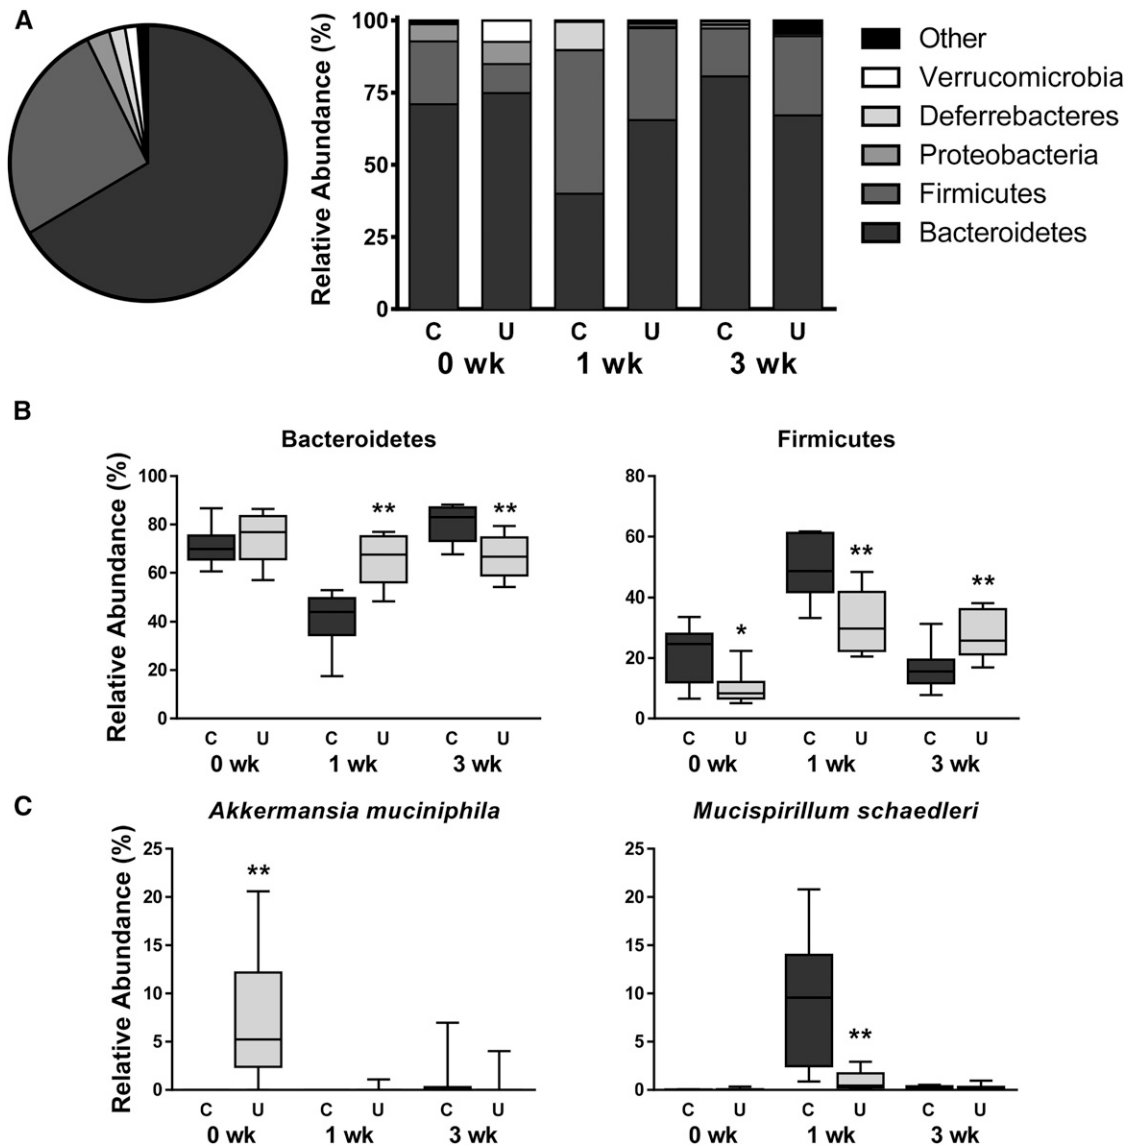 A
Relative Abundance (%)
100
75
50
25
0
C U C U C U
0 wk 1 wk 3 wk
Other
Verrucomicrobia
Deferrebacteres
Proteobacteria
Firmicutes
Bacteroidetes
B
Bacteroidetes
Relative Abundance (%)
100
80
60
40
20
0
** **
C U C U C U
0 wk 1 wk 3 wk
Firmicutes
80
60
40
20
0
* ** **
C U C U C U
0 wk 1 wk 3 wk
C
Akkermansia muciniphila
Relative Abundance (%)
25
20
15
10
5
0
**
C U C U C U
0 wk 1 wk 3 wk
Mucispirillum schaedleri
25
20
15
10
5
0
**
C U C U C U
0 wk 1 wk 3 wk